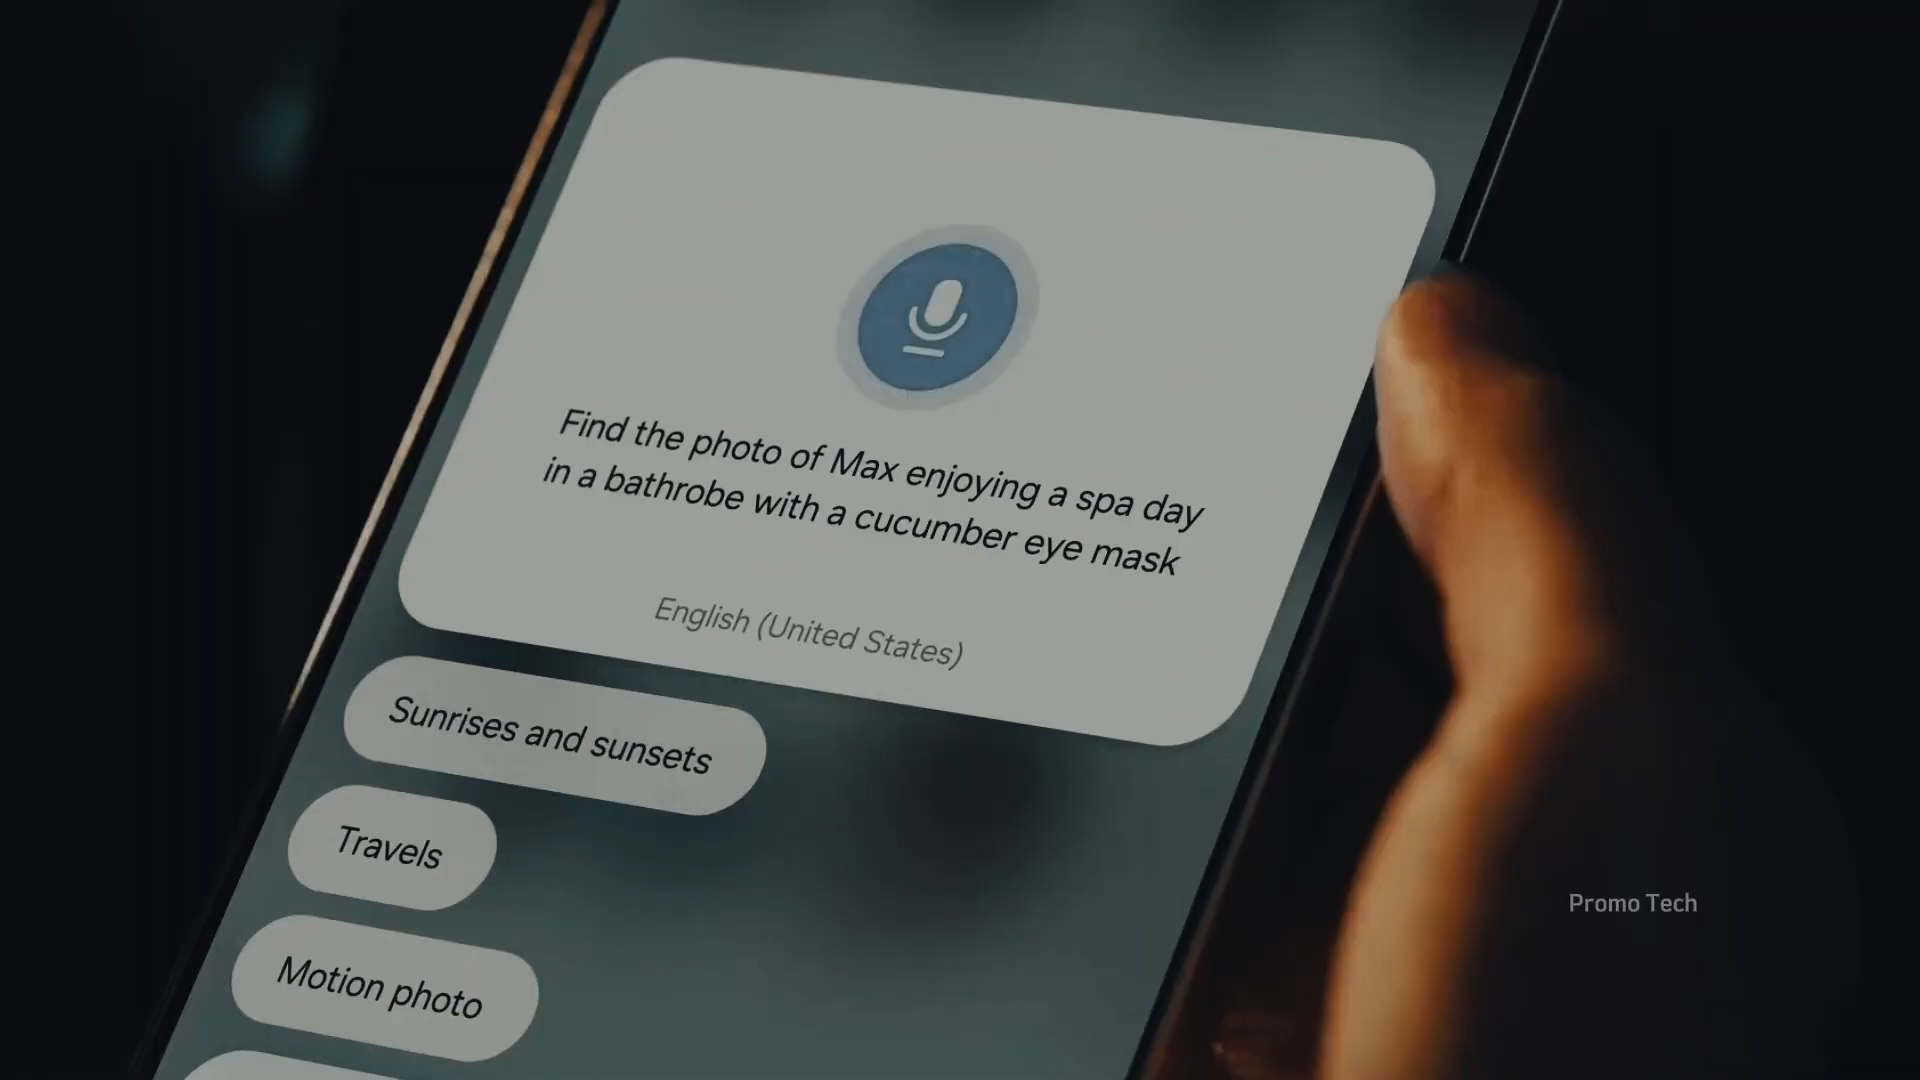 Find the photo of Max enjoying a spa day
in a bathrobe with a cucumber eye mask
English (United States)
Sunrises and sunsets
Travels
Motion photo
Promo Tech